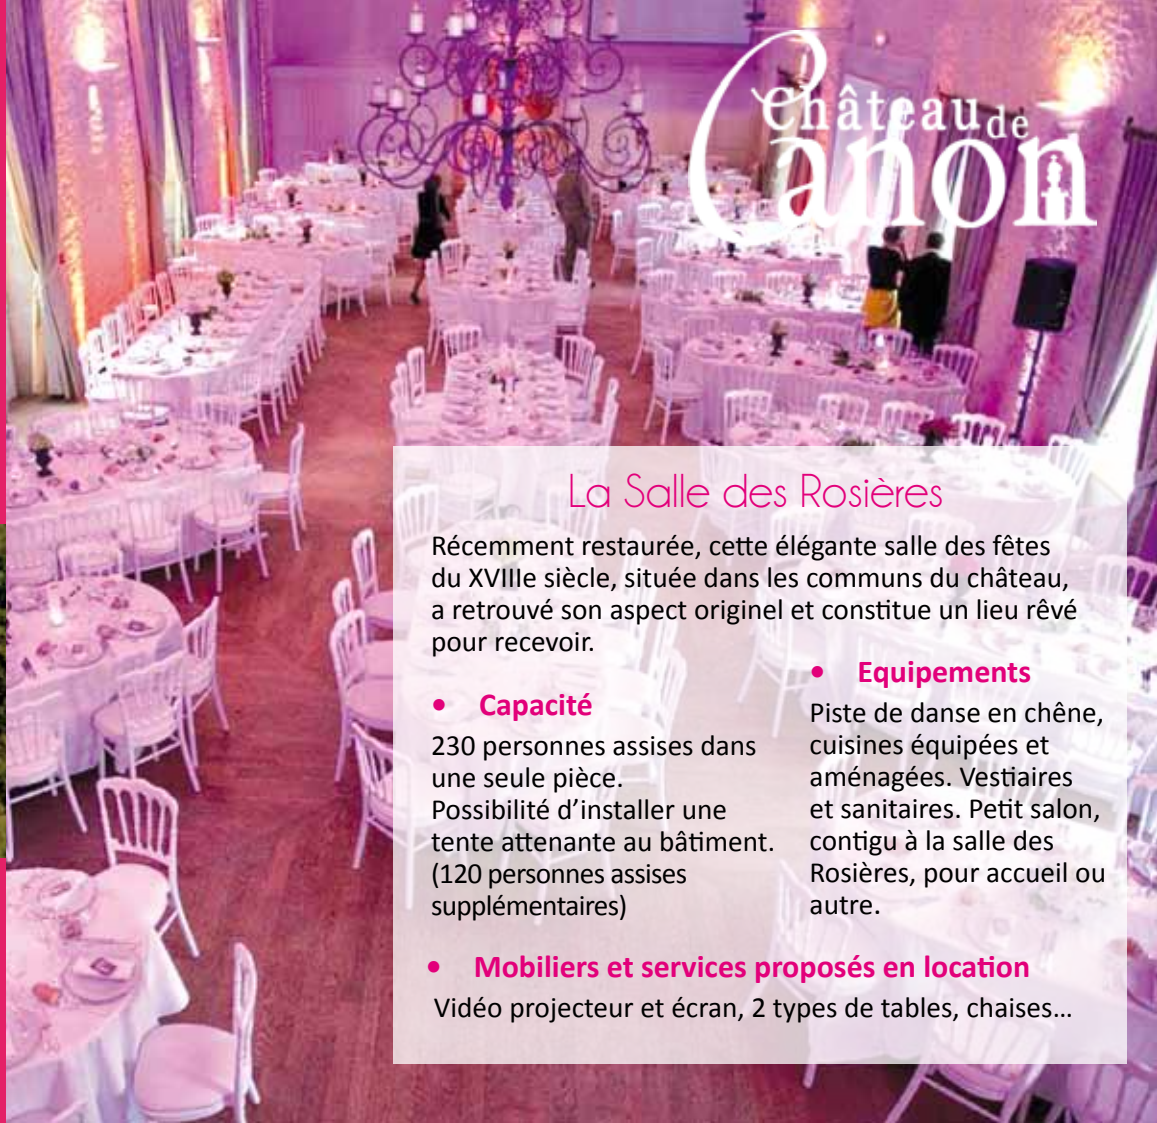 Château de
Canon
La Salle des Rosières
Récemment restaurée, cette élégante salle des fêtes
du XVIIIe siècle, située dans les communs du château,
a retrouvé son aspect originel et constitue un lieu rêvé
pour recevoir.
• Capacité
230 personnes assises dans
une seule pièce.
Possibilité d’installer une
tente attenante au bâtiment.
(120 personnes assises
supplémentaires)
• Equipements
Piste de danse en chêne,
cuisines équipées et
aménagées. Vestiaires
et sanitaires. Petit salon,
contigu à la salle des
Rosières, pour accueil ou
autre.
• Mobiliers et services proposés en location
Vidéo projecteur et écran, 2 types de tables, chaises…